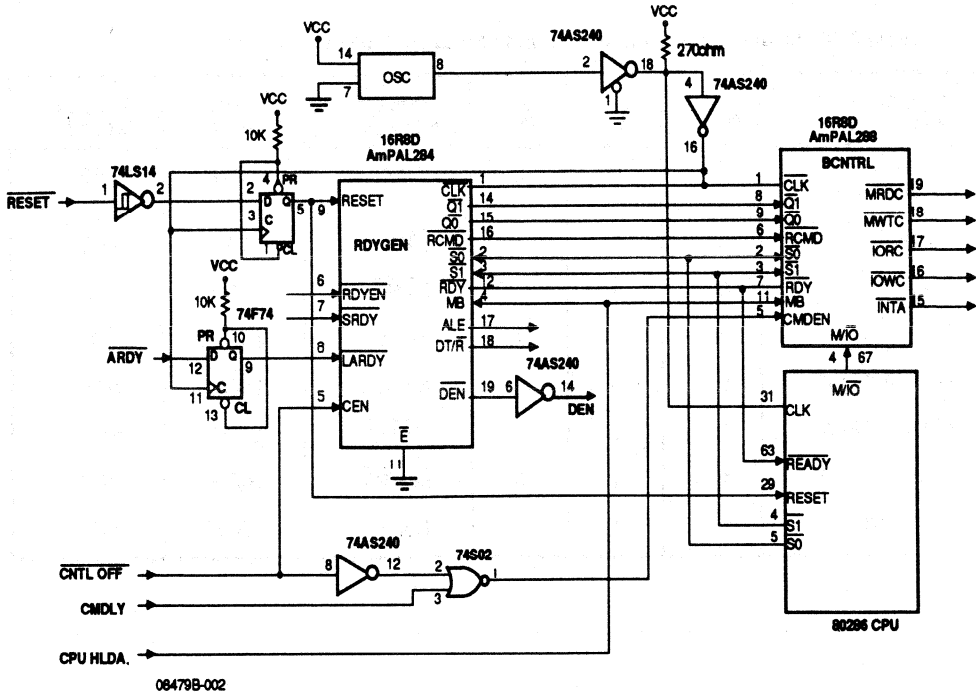 VCC
14
OSC
7
8
74AS240
2
18
1
VCC
270ohm
74AS240
4
16
VCC
10K
74LS14
RESET
1
2
4
PR
2
D
Q
5
3
C
1
PCL
VCC
10K
74F74
PR
10
ARDY
12
D
Q
9
11
C
13
CL
16R8D
AmPAL284
RDYGEN
9
RESET
6
RDYEN
7
SRDY
8
LARDY
5
CEN
E
11
CLK
1
Q1
14
Q0
15
RCMD
16
S0
2
S1
3
RDY
12
MB
4
ALE
17
DT/R
18
DEN
19
6
74AS240
14
DEN
16R8D
AmPAL288
BCNTRL
1
CLK
8
Q1
9
Q0
6
RCMD
2
S0
3
S1
7
RDY
11
MB
5
CMDEN
MRDC
19
MWTC
18
IORC
17
IOWC
16
INTA
15
M/IO
4
67
M/IO
31
CLK
63
READY
29
RESET
4
S1
5
S0
80286 CPU
CNTL OFF
8
74AS240
12
74S02
2
3
1
CMDLY
CPU HLDA.
08479B-002